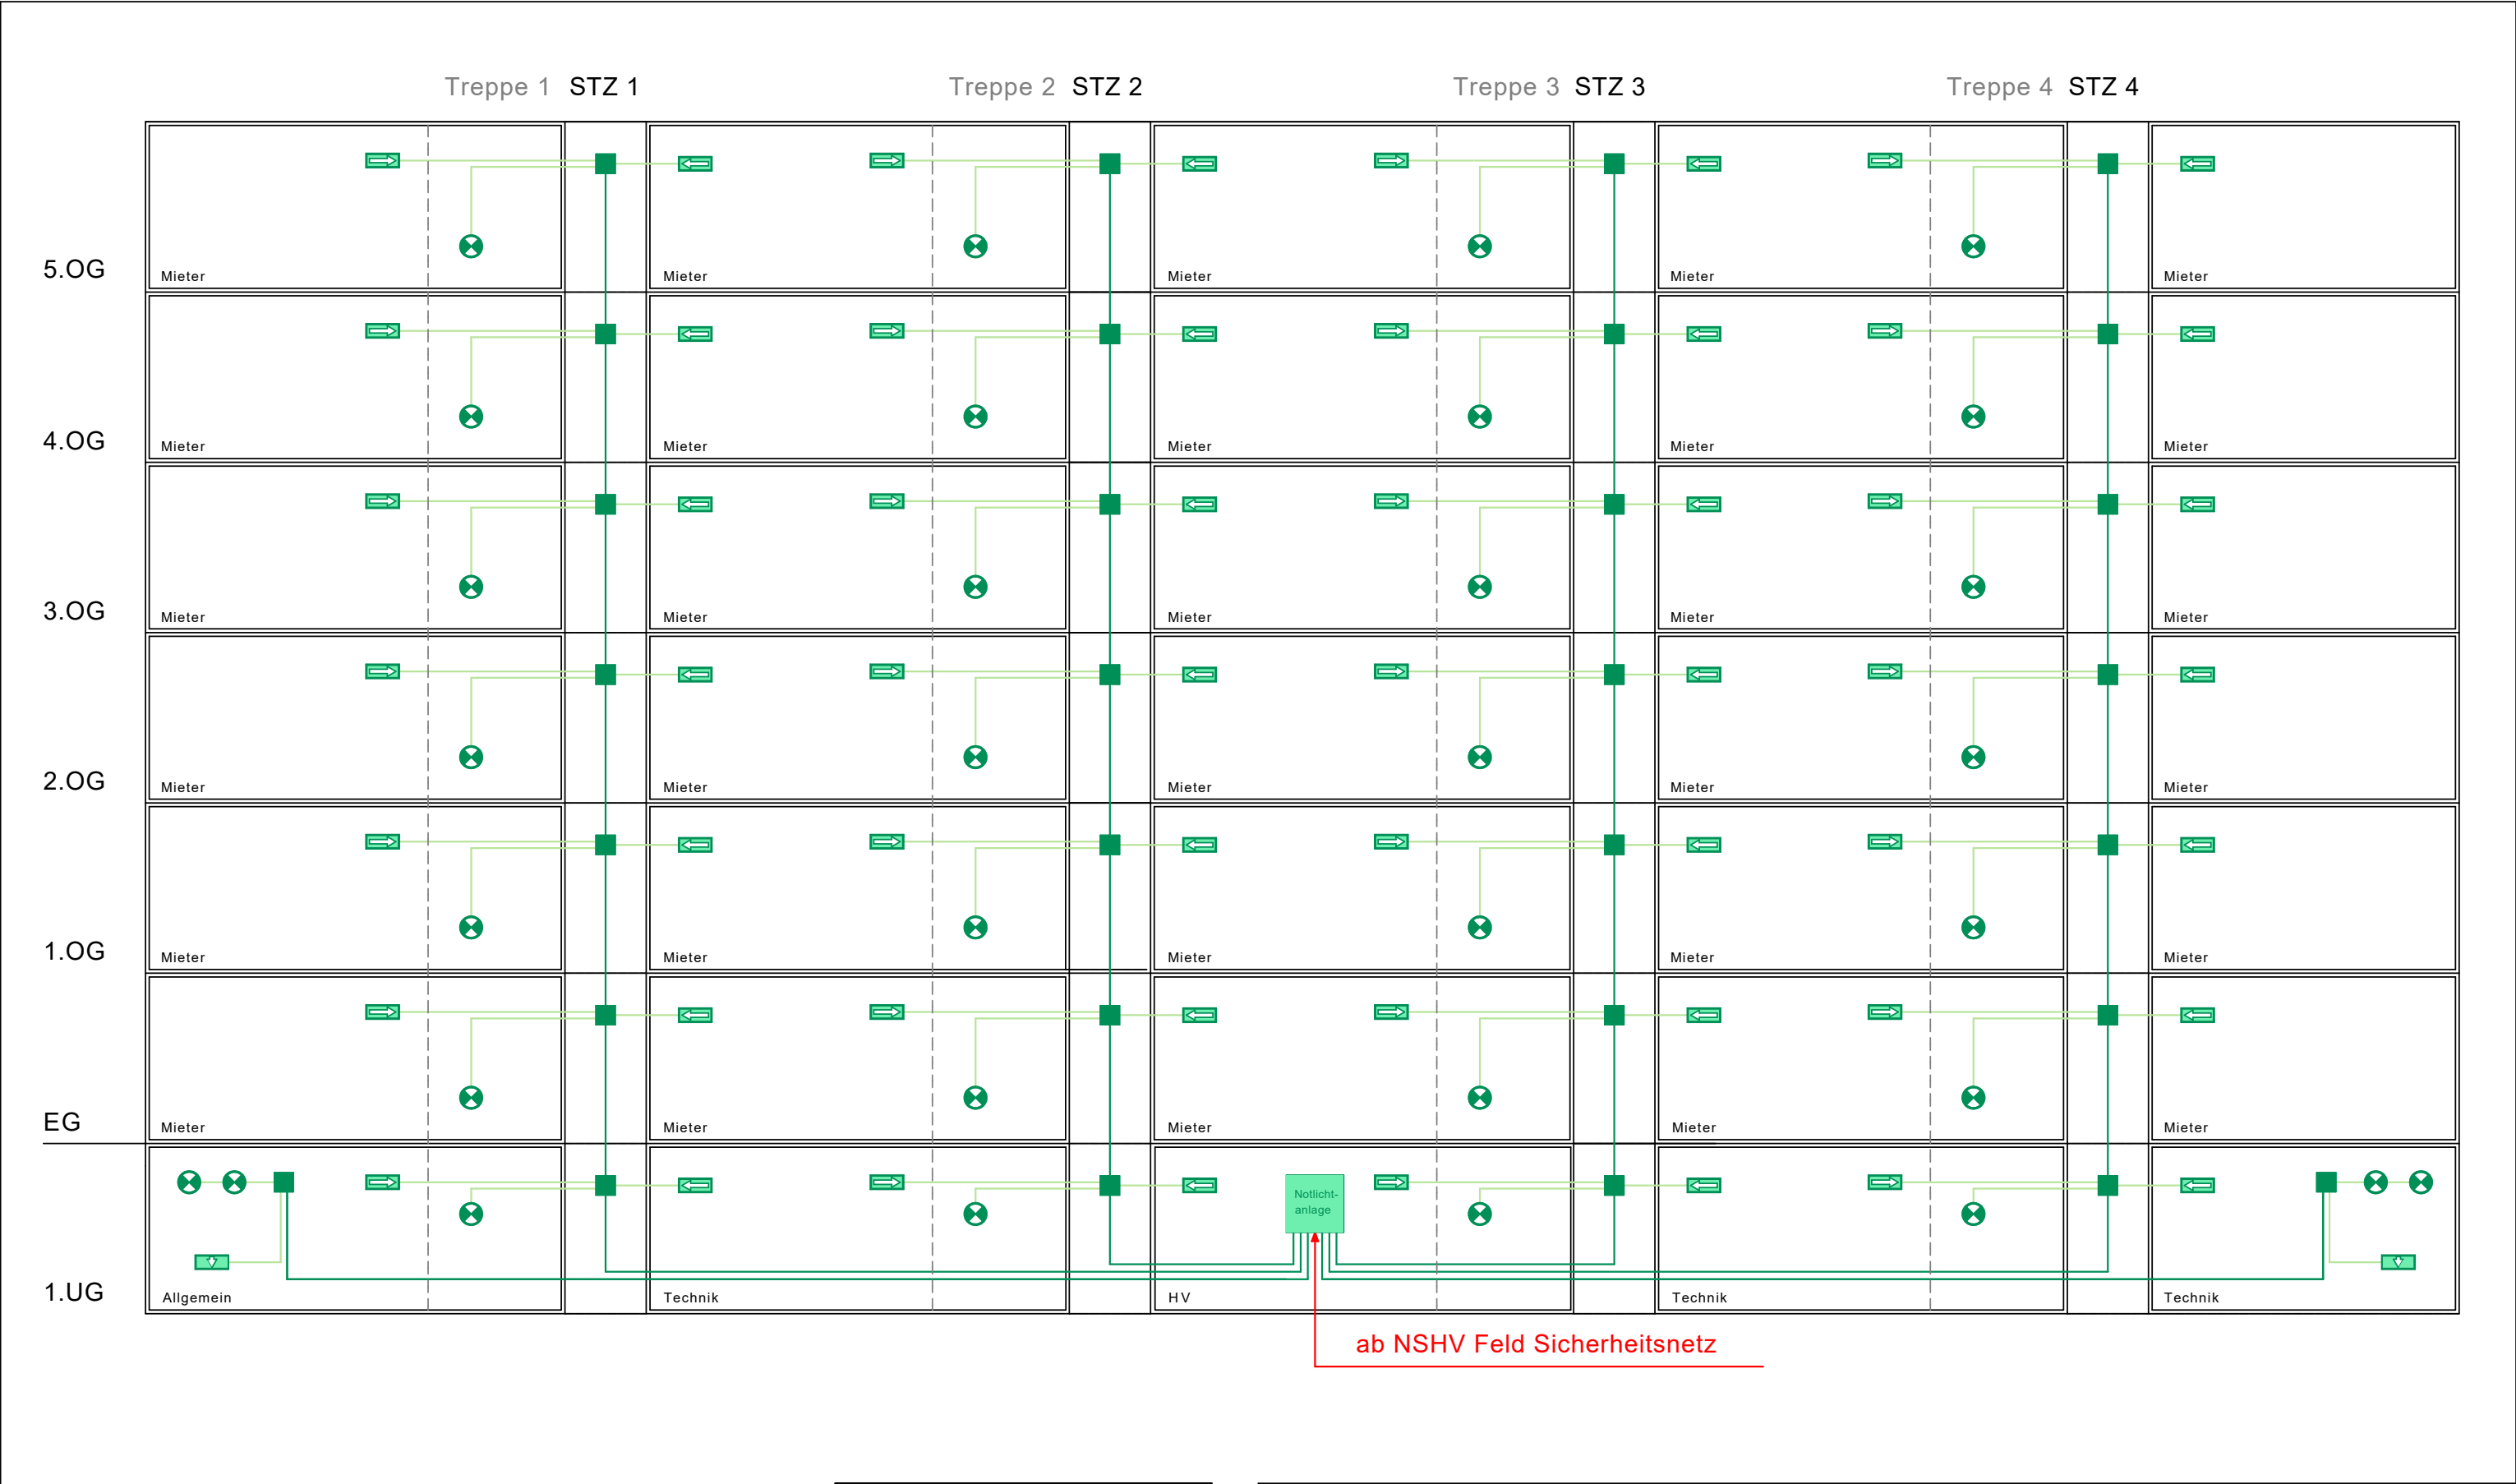 Treppe 1 STZ 1 Treppe 2 STZ 2 Treppe 3 STZ 3 Treppe 4 STZ 4
5.OG
Mieter Mieter Mieter Mieter Mieter
4.OG
Mieter Mieter Mieter Mieter Mieter
3.OG
Mieter Mieter Mieter Mieter Mieter
2.OG
Mieter Mieter Mieter Mieter Mieter
1.OG
Mieter Mieter Mieter Mieter Mieter
EG
Mieter Mieter Mieter Mieter Mieter
Notlicht-
anlage
1.UG
Allgemein Technik HV Technik Technik
ab NSHV Feld Sicherheitsnetz